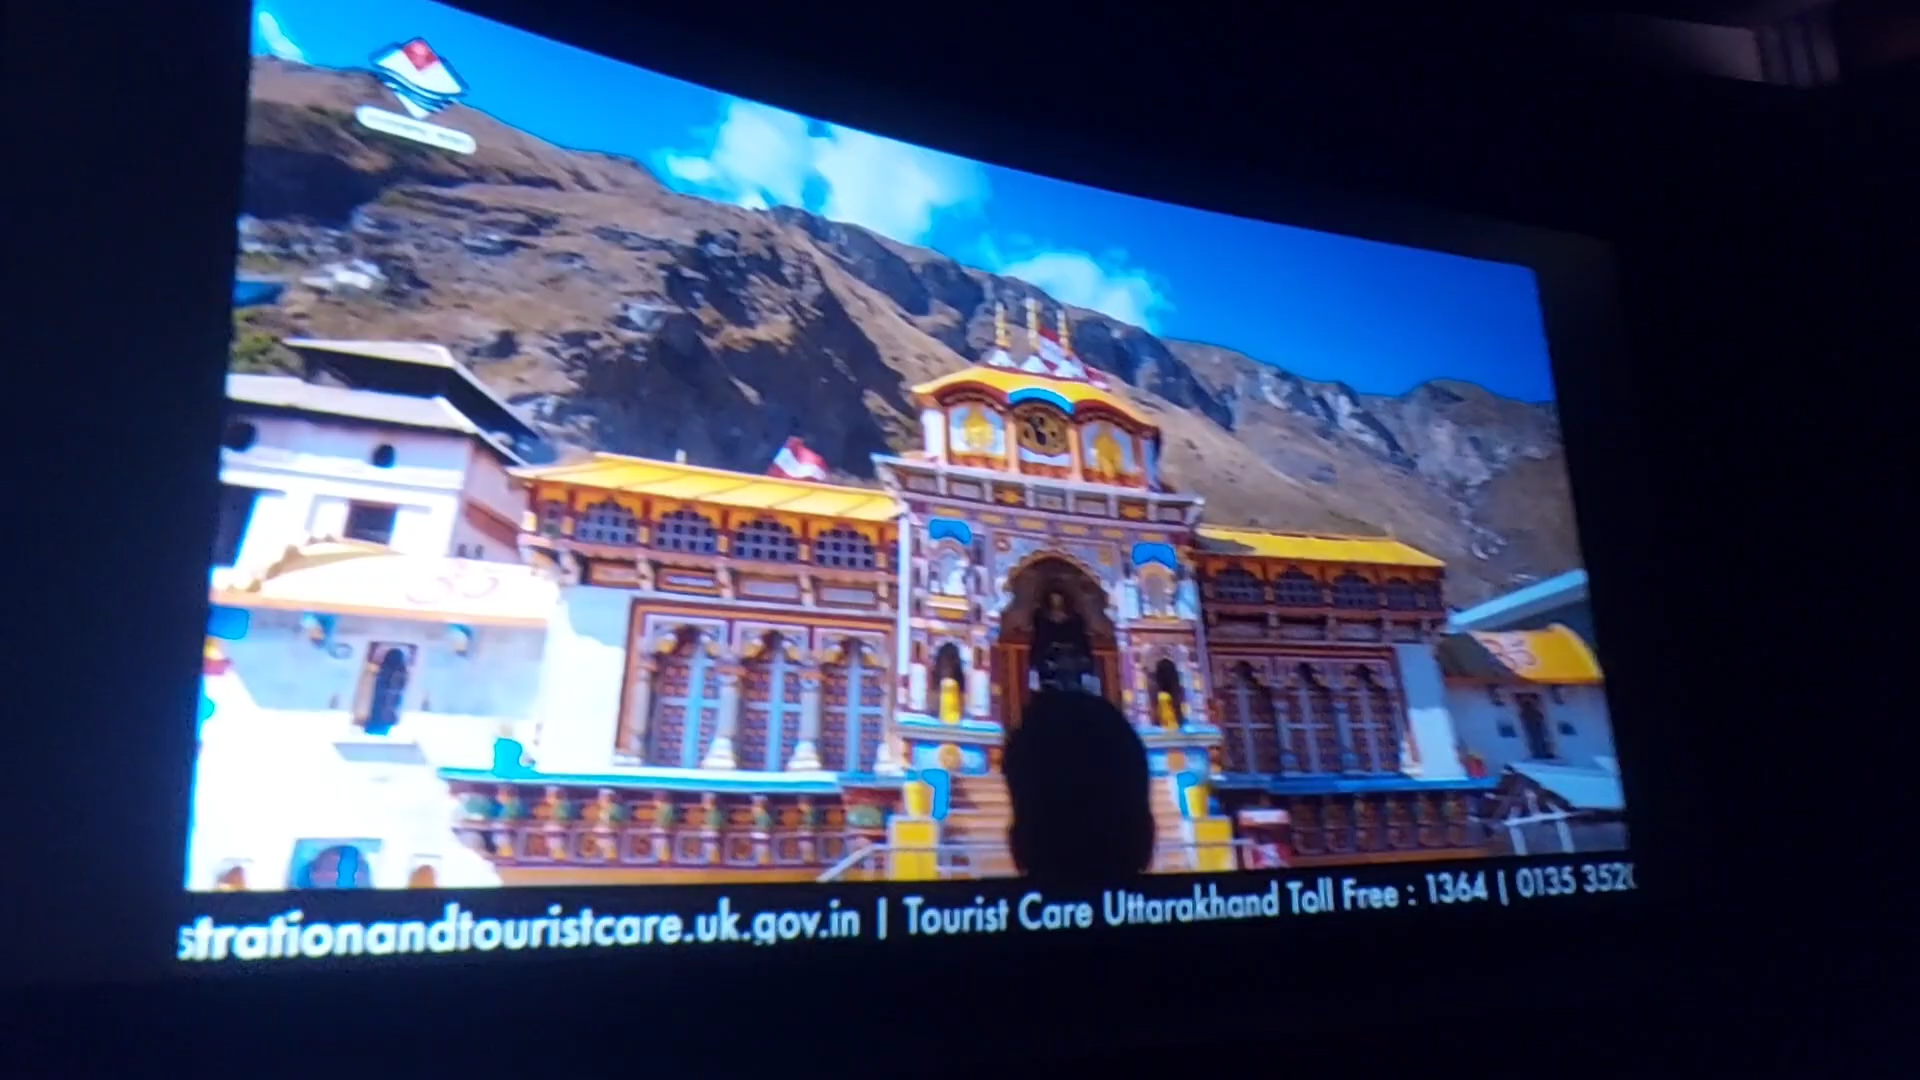 strationandtouristcare.uk.gov.in | Tourist Care Uttarakhand Toll Free : 1364 | 0135 352